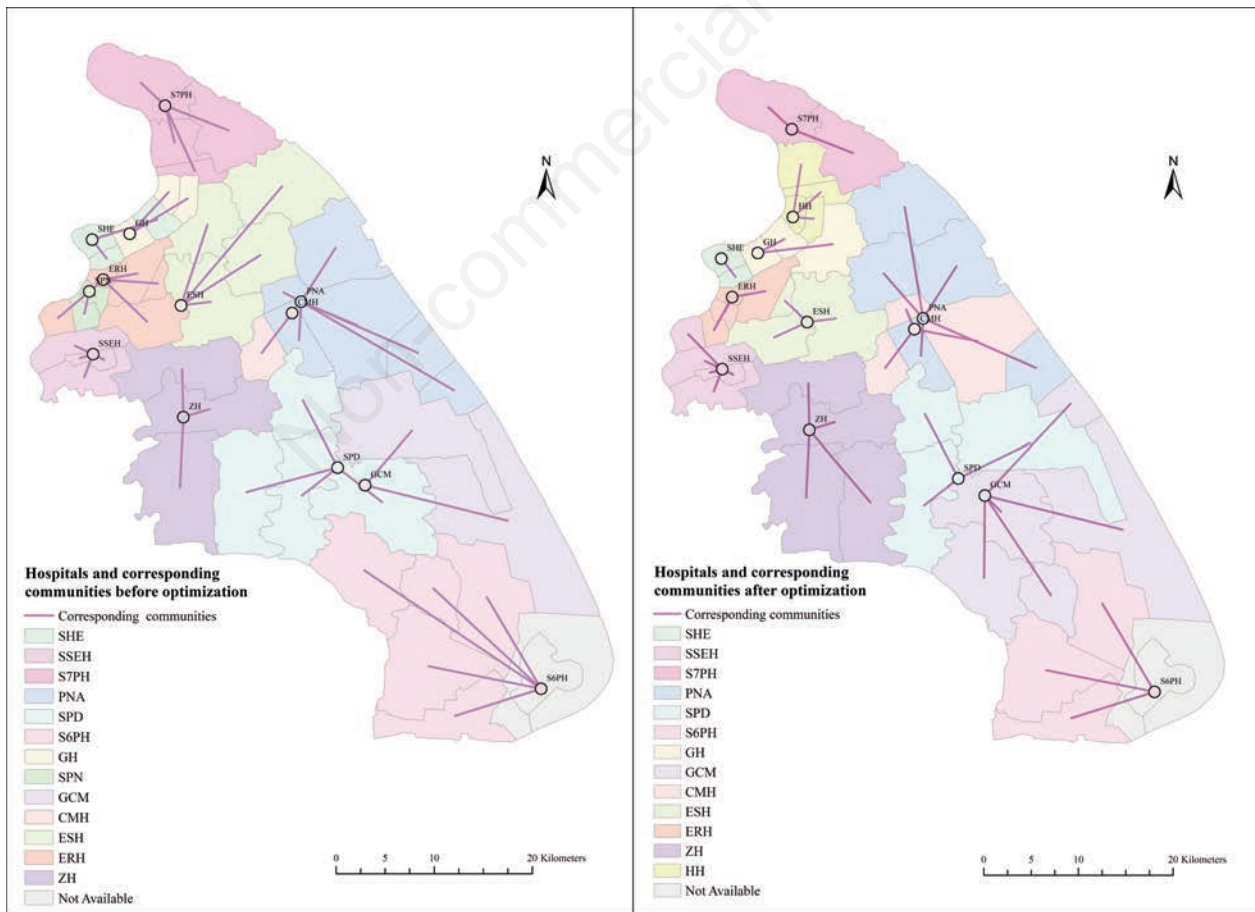 Non-commercial
S7PH
N
GH
SHE
ERH
SPN
ESH
PNA
CMH
SSEH
ZH
SPD
GCM
S6PH
Hospitals and corresponding
communities before optimization
Corresponding communities
SHE
SSEH
S7PH
PNA
SPD
S6PH
GH
SPN
GCM
CMH
ESH
ERH
ZH
Not Available
0 5 10 20 Kilometers
S7PH
N
HH
GH
SHE
ERH
ESH
PNA
CMH
SSEH
ZH
SPD
GCM
S6PH
Hospitals and corresponding
communities after optimization
Corresponding communities
SHE
SSEH
S7PH
PNA
SPD
S6PH
GH
GCM
CMH
ESH
ERH
ZH
HH
Not Available
0 5 10 20 Kilometers